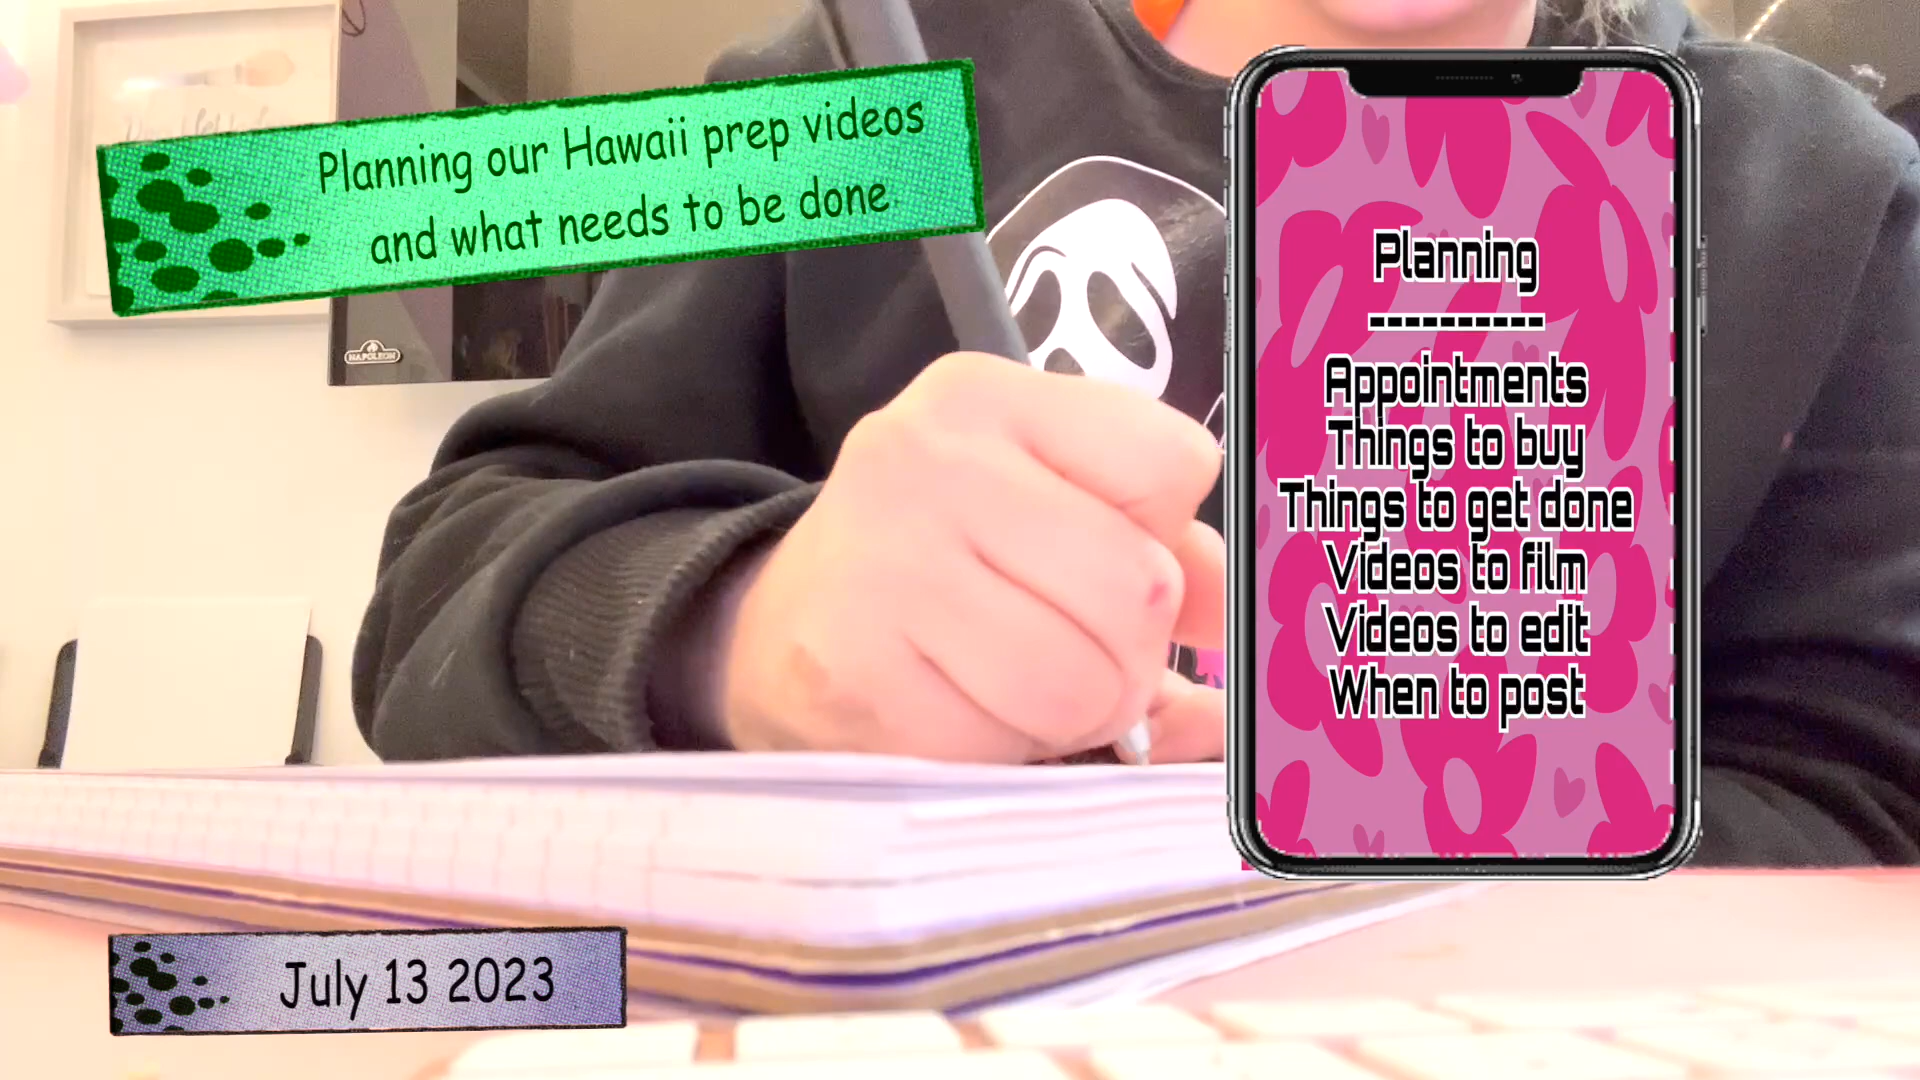 Planning our Hawaii prep videos
and what needs to be done
NAPOLEON
Planning
----------
Appointments
Things to buy
Things to get done
Videos to film
Videos to edit
When to post
July 13 2023